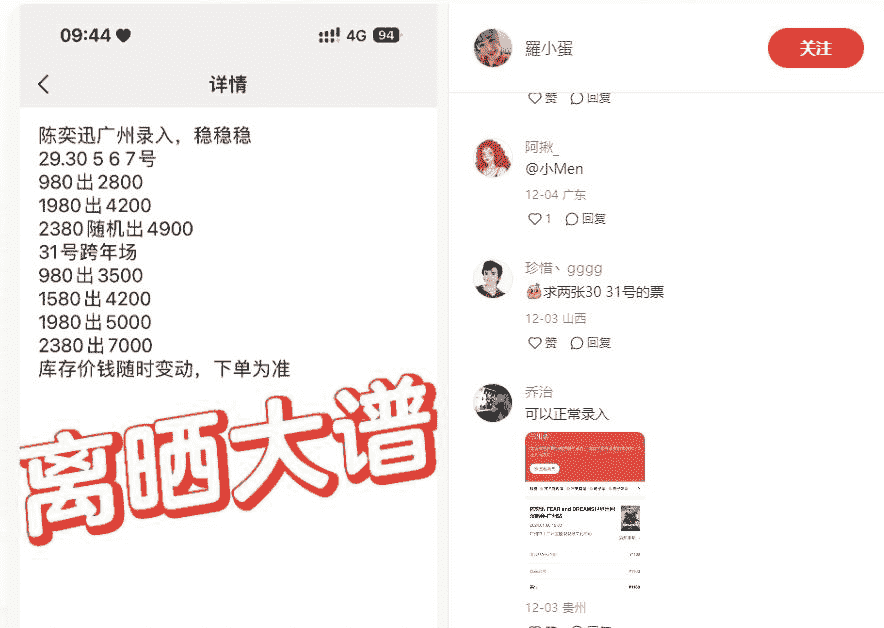 09:44
4G
94
详情
陈奕迅广州录入，稳稳稳
29.30 5 6 7号
980出2800
1980出4200
2380随机出4900
31号跨年场
980出3500
1580出4200
1980出5000
2380出7000
库存价钱随时变动，下单为准
离晒大谱
羅小蛋
关注
赞 回复
阿揪_
@小Men
12-04 广东
1 回复
珍惜丶gggg
求两张30 31号的票
12-03 山西
赞 回复
乔治
可以正常录入
FEAR and DREAMS
12-03 贵州